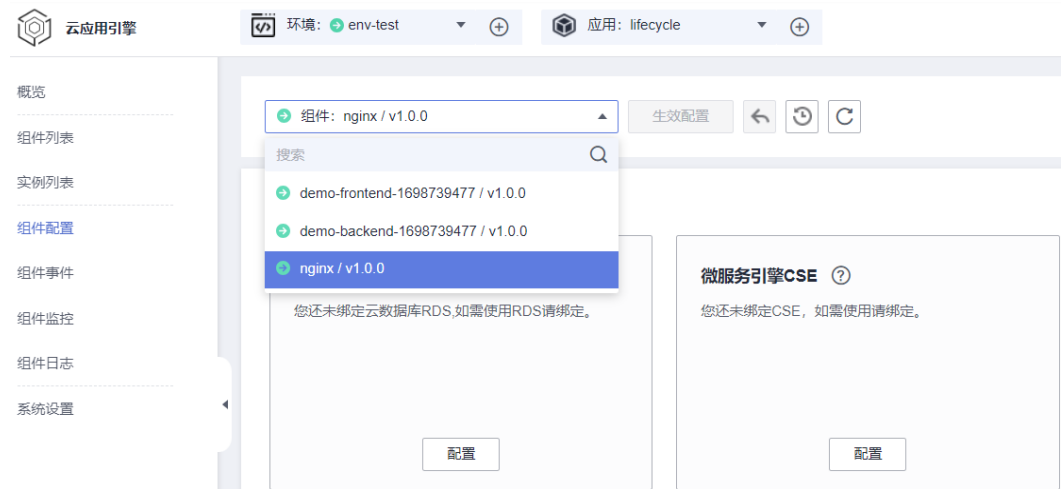 云应用引擎
环境：env-test
应用：lifecycle
概览
组件列表
实例列表
组件配置
组件事件
组件监控
组件日志
系统设置
组件：nginx / v1.0.0
生效配置
搜索
demo-frontend-1698739477 / v1.0.0
demo-backend-1698739477 / v1.0.0
nginx / v1.0.0
您还未绑定云数据库RDS,如需使用RDS请绑定。
配置
微服务引擎CSE
您还未绑定CSE，如需使用请绑定。
配置